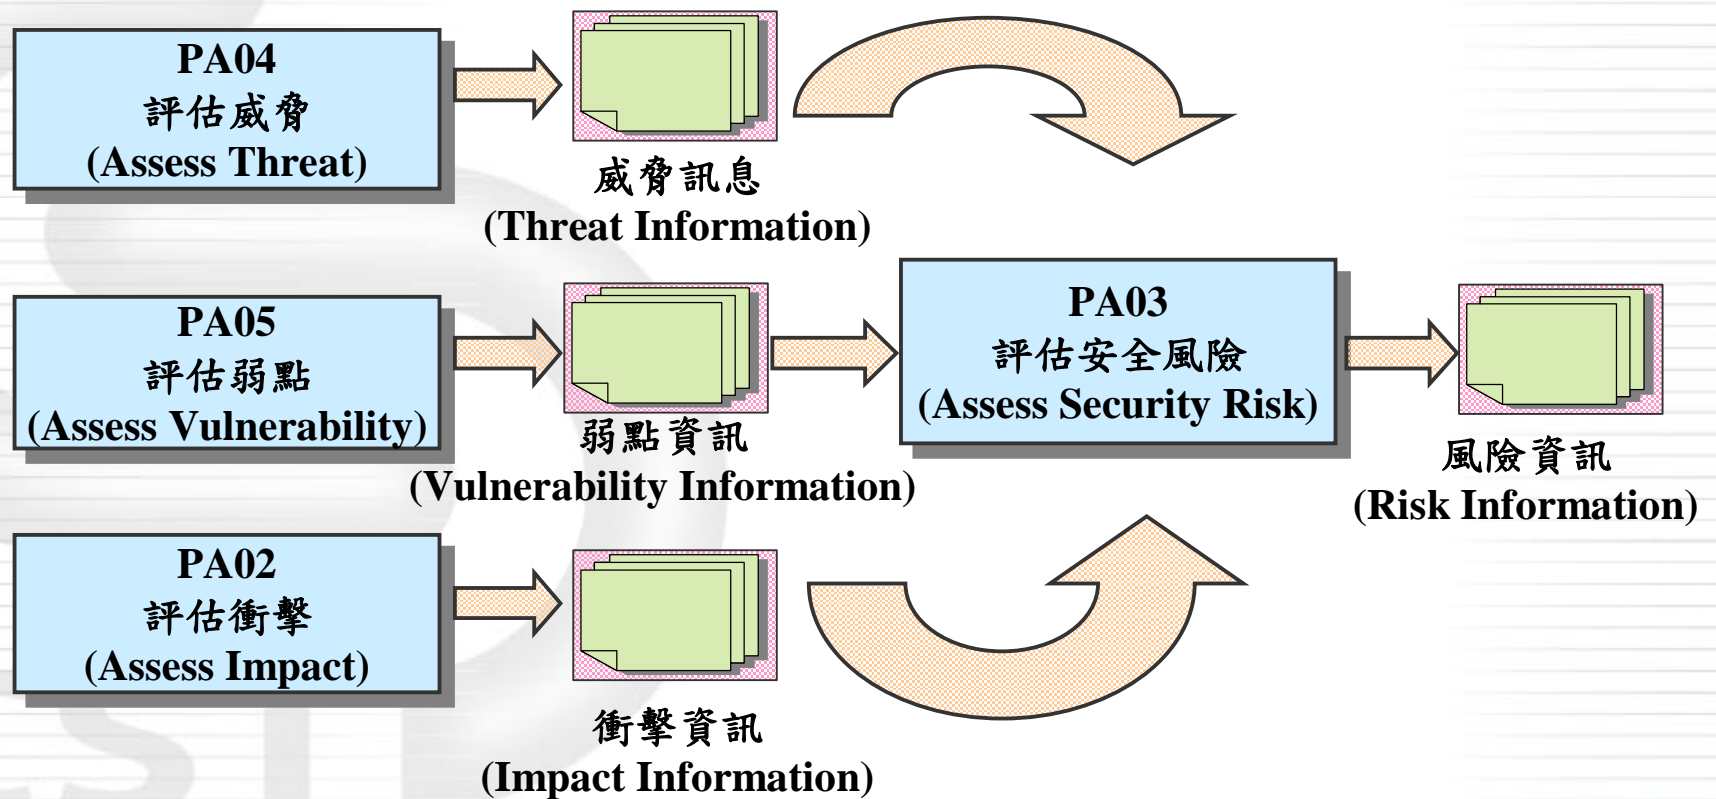 PA04
評估威脅
(Assess Threat)
威脅訊息
(Threat Information)
PA05
評估弱點
(Assess Vulnerability)
弱點資訊
(Vulnerability Information)
PA03
評估安全風險
(Assess Security Risk)
風險資訊
(Risk Information)
PA02
評估衝擊
(Assess Impact)
衝擊資訊
(Impact Information)